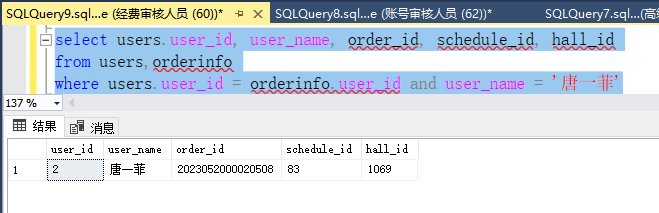 SQLQuery9.sql...e (经费审核人员 (60))* SQLQuery8.sql...e (账号审核人员 (62))* SQLQuery7.sql...(高
select users.user_id, user_name, order_id, schedule_id, hall_id
from users,orderinfo
where users.user_id = orderinfo.user_id and user_name = '唐一菲'
137 %
结果 消息
user_id user_name order_id schedule_id hall_id
1 2 唐一菲 2023052000020508 83 1069